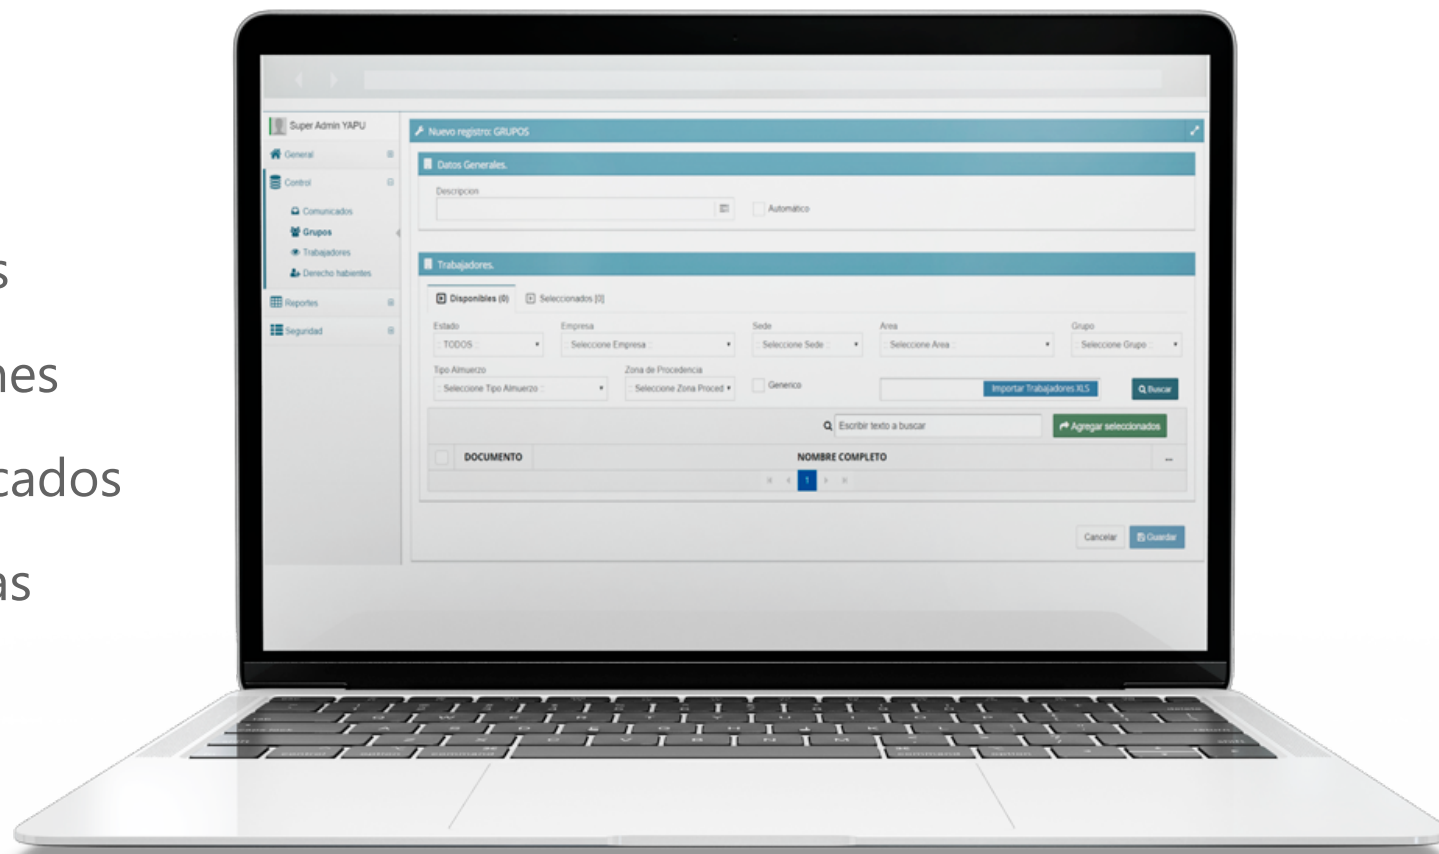 s
nes
cados
as
Super Admin YAPU
General
Control
Comunicados
Grupos
Trabajadores
Derecho habientes
Reportes
Seguridad
Nuevo registro: GRUPOS
Datos Generales.
Descripcion
Automático
Trabajadores.
Disponibles (0) Seleccionados [0]
Estado Empresa Sede Area Grupo
:: TODOS :: :: Seleccione Empresa :: :: Seleccione Sede :: :: Seleccione Area :: :: Seleccione Grupo ::
Tipo Almuerzo Zona de Procedencia
:: Seleccione Tipo Almuerzo :: :: Seleccione Zona Proced Generico Importar Trabajadores XLS Buscar
Escribir texto a buscar Agregar seleccionados
DOCUMENTO NOMBRE COMPLETO ...
1
Cancelar Guardar
command command option